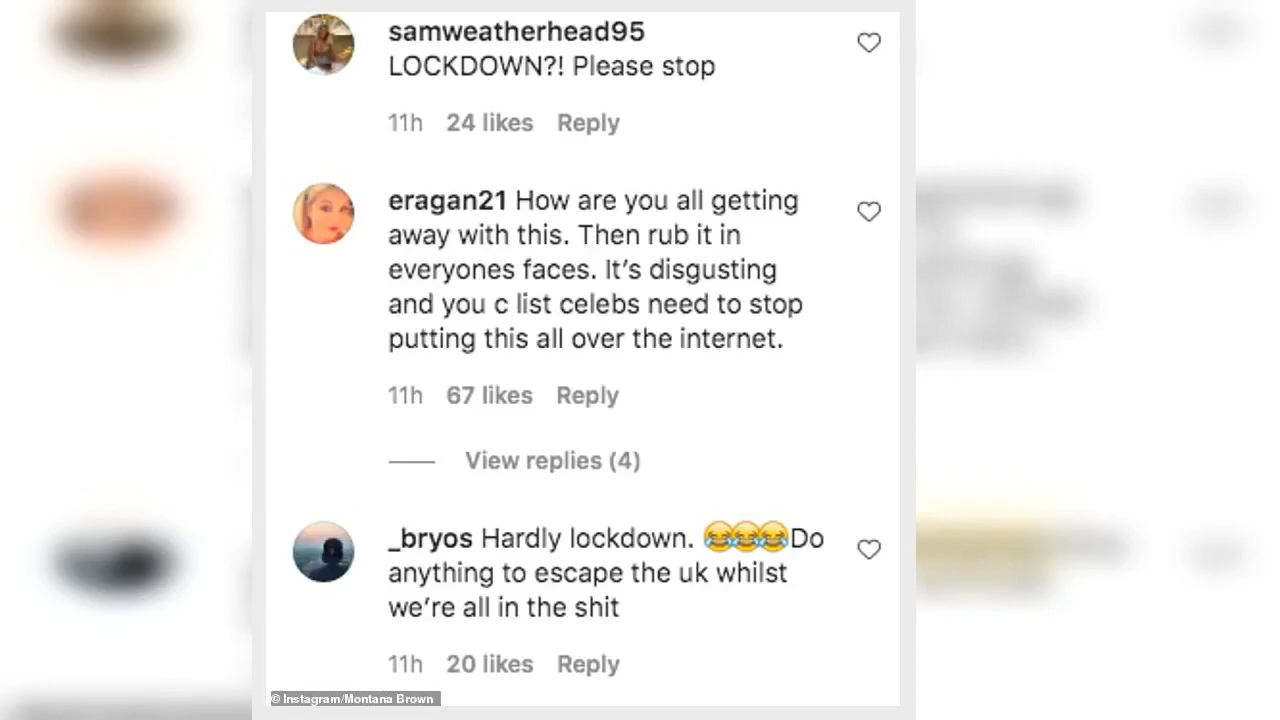 samweatherhead95
LOCKDOWN?! Please stop
11h 24 likes Reply
eragan21 How are you all getting
away with this. Then rub it in
everyones faces. It’s disgusting
and you c list celebs need to stop
putting this all over the internet.
11h 67 likes Reply
View replies (4)
_bryos Hardly lockdown. 😂😂😂Do
anything to escape the uk whilst
we’re all in the shit
11h 20 likes Reply
© Instagram/Montana Brown